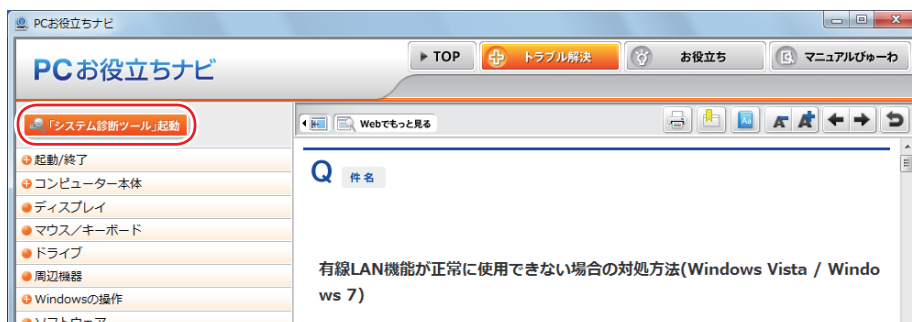 PCお役立ちナビ
PCお役立ちナビ
TOP
トラブル解決
お役立ち
マニュアルびゅーわ
「システム診断ツール」起動
Webでもっと見る
起動/終了
コンピューター本体
ディスプレイ
マウス/キーボード
ドライブ
周辺機器
Windowsの操作
ソフトウェア
Q 件名
有線LAN機能が正常に使用できない場合の対処方法(Windows Vista / Windo
ws 7)